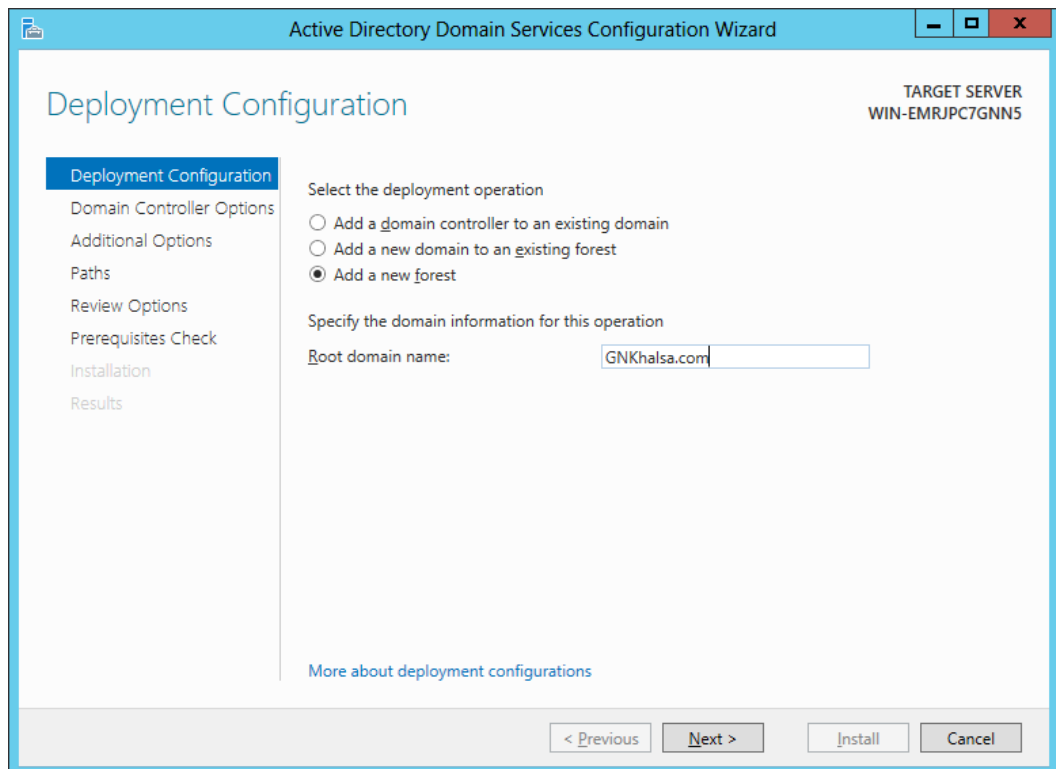 Active Directory Domain Services Configuration Wizard
Deployment Configuration
TARGET SERVER
WIN-EMRJPC7GNN5
Deployment Configuration
Domain Controller Options
Additional Options
Paths
Review Options
Prerequisites Check
Installation
Results
Select the deployment operation
Add a domain controller to an existing domain
Add a new domain to an existing forest
Add a new forest
Specify the domain information for this operation
Root domain name:
GNKhalsa.com
More about deployment configurations
< Previous
Next >
Install
Cancel